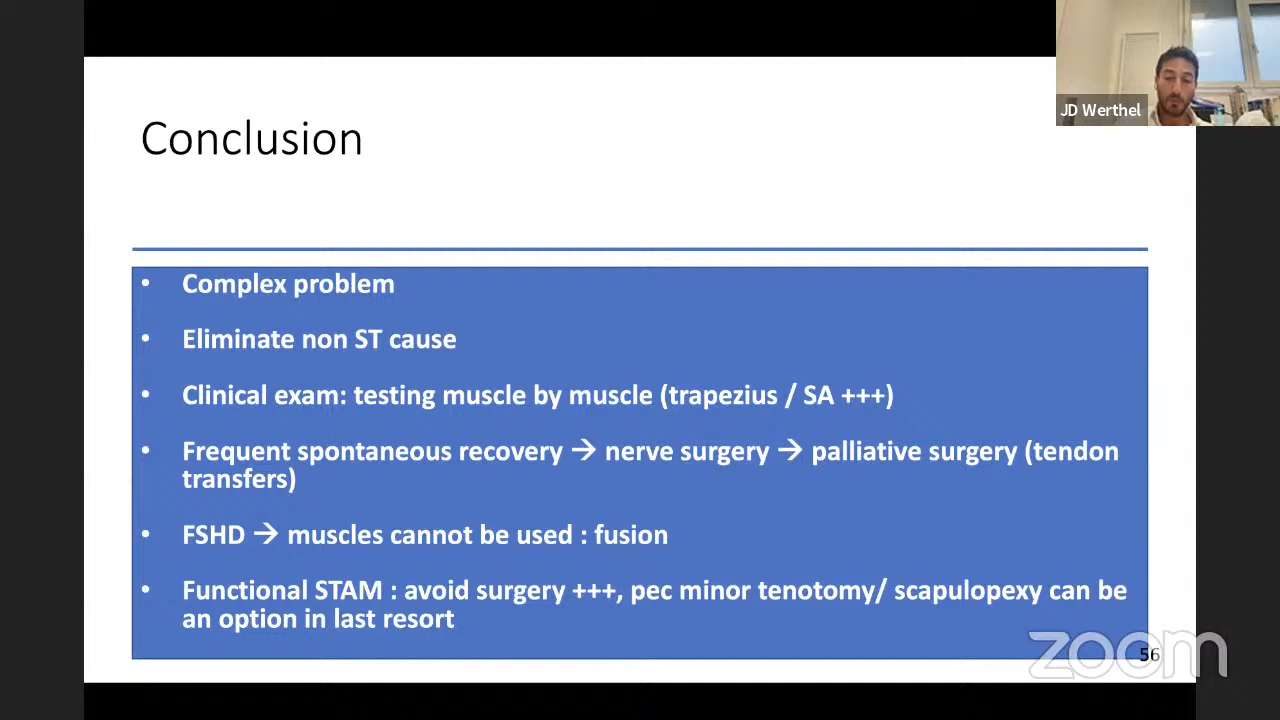 JD Werthel
Conclusion
• Complex problem
• Eliminate non ST cause
• Clinical exam: testing muscle by muscle (trapezius / SA +++)
• Frequent spontaneous recovery → nerve surgery → palliative surgery (tendon
transfers)
• FSHD → muscles cannot be used : fusion
• Functional STAM : avoid surgery +++, pec minor tenotomy/ scapulopexy can be
an option in last resort
56
zoom